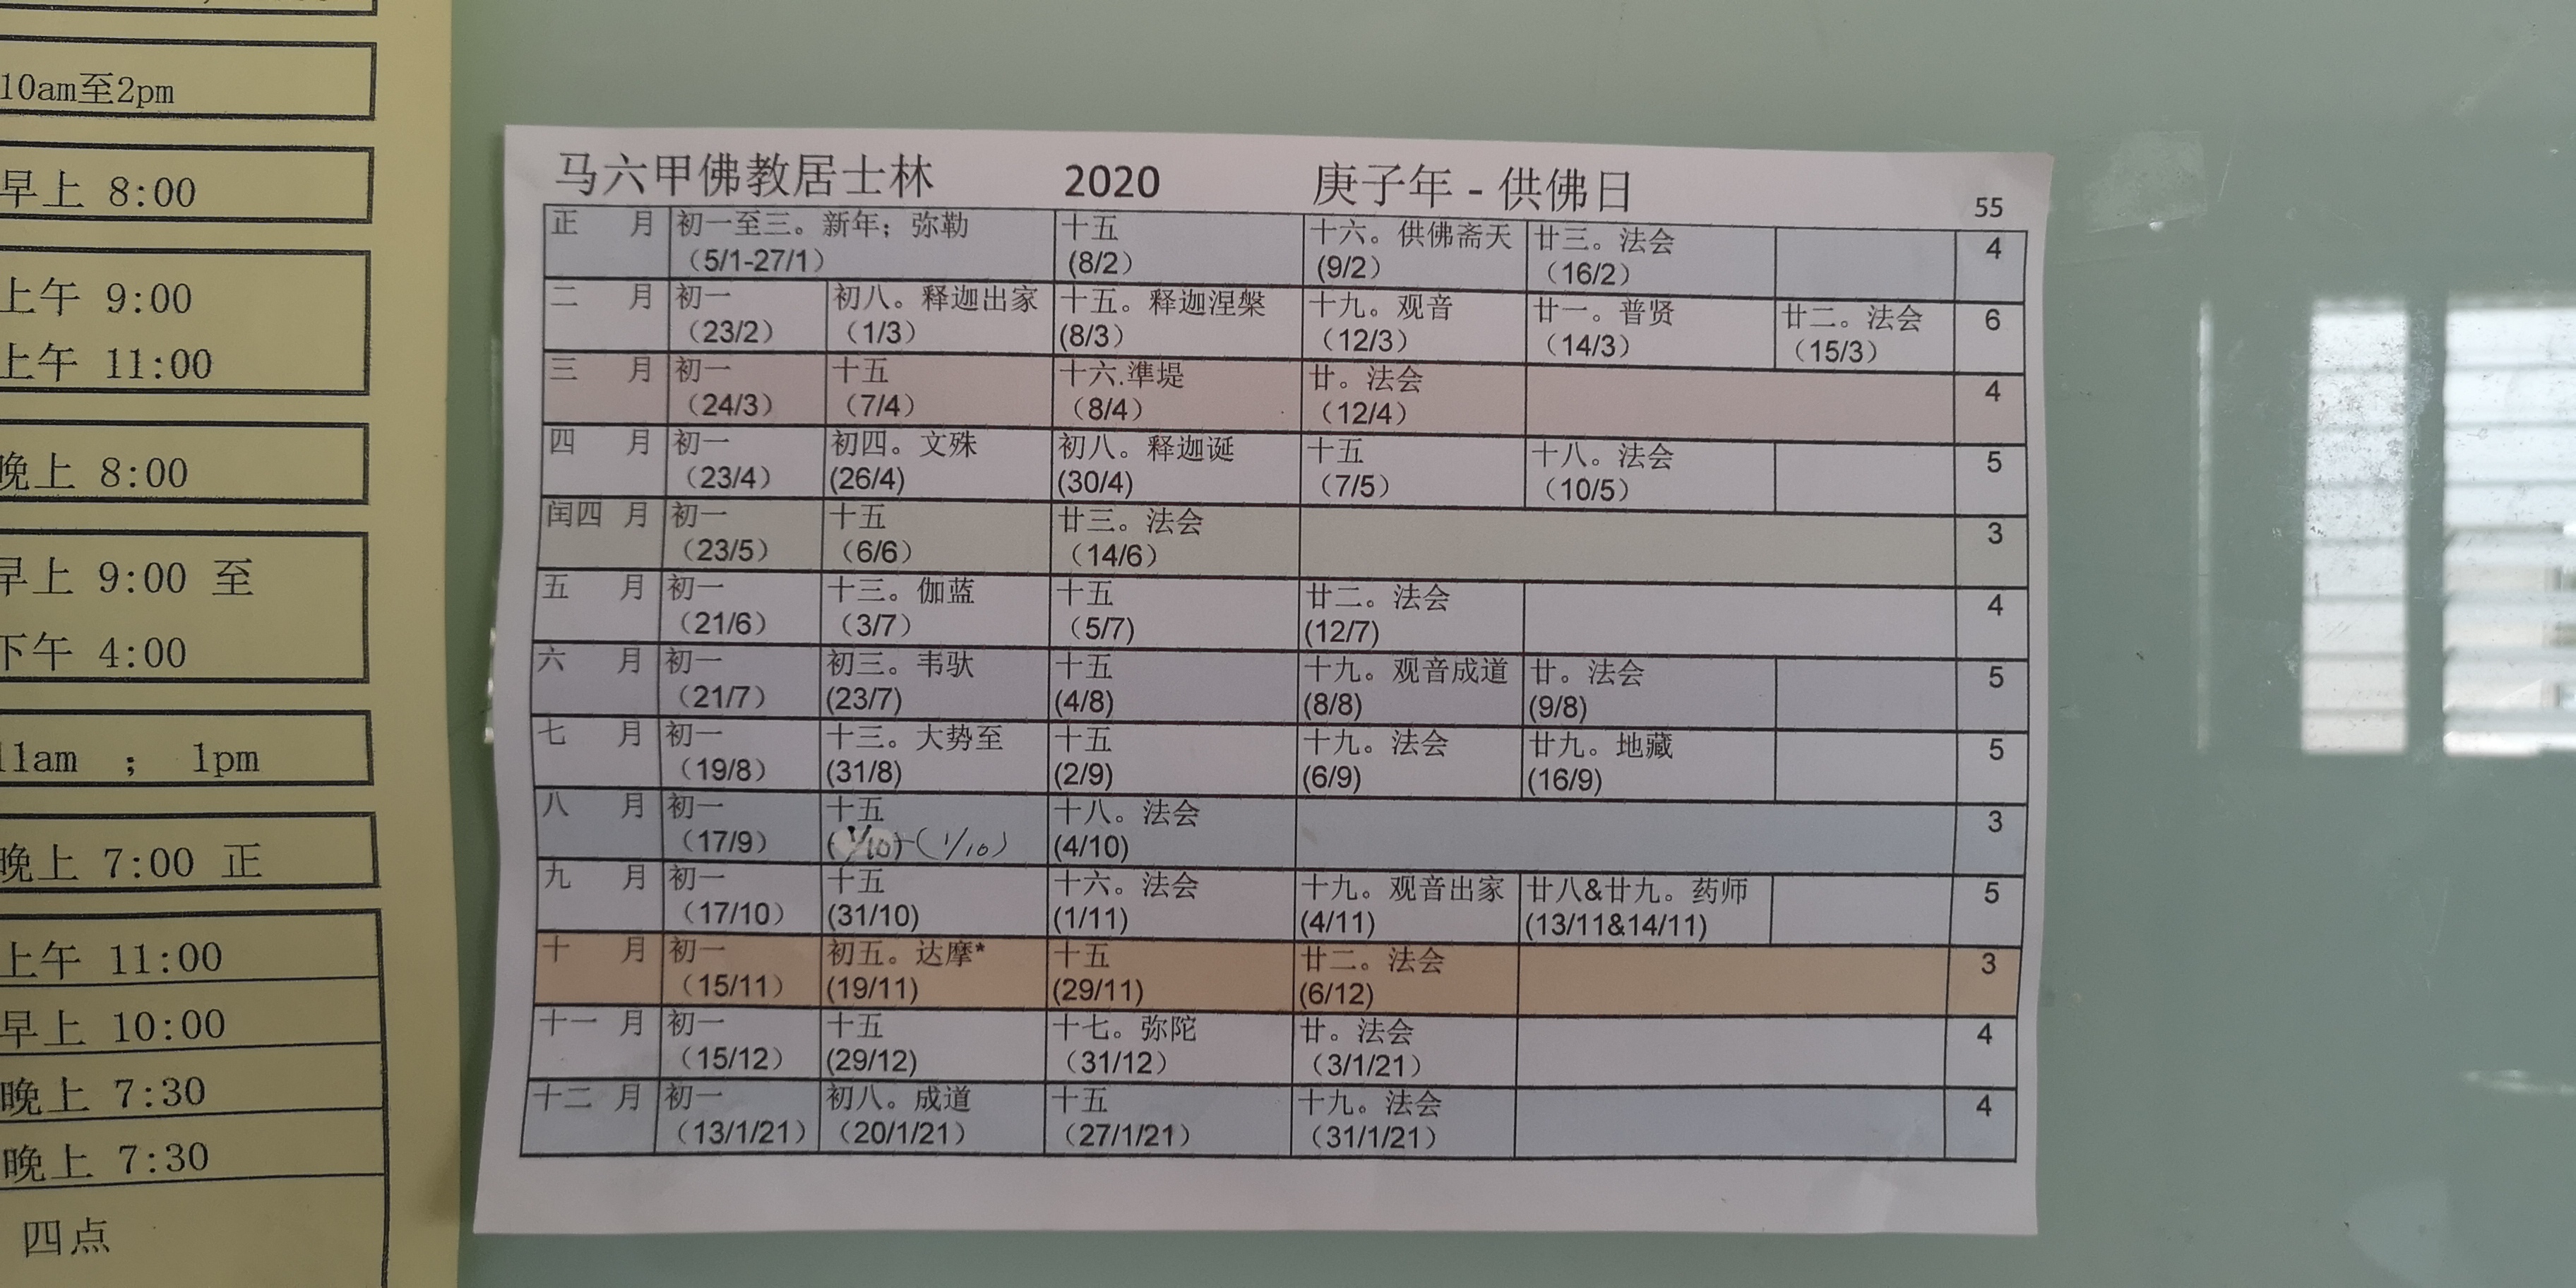 10am至2pm
早上 8:00
上午 9:00
上午 11:00
晚上 8:00
早上 9:00 至
下午 4:00
11am ; 1pm
晚上 7:00 正
上午 11:00
早上 10:00
晚上 7:30
晚上 7:30
四点
马六甲佛教居士林 2020 庚子年 - 供佛日 55
正 月 初一至三。新年；弥勒 十五 十六。供佛斋天 廿三。法会 4
（5/1-27/1） (8/2） (9/2） （16/2）
二 月 初一 初八。释迦出家 十五。释迦涅槃 十九。观音 廿一。普贤 廿二。法会 6
（23/2） （1/3） (8/3） （12/3） （14/3） （15/3）
三 月 初一 十五 十六.準堤 廿。法会 4
（24/3） （7/4） （8/4） （12/4）
四 月 初一 初四。文殊 初八。释迦诞 十五 十八。法会 5
（23/4） (26/4) (30/4) （7/5） （10/5）
闰四 月 初一 十五 廿三。法会 3
（23/5） （6/6） （14/6）
五 月 初一 十三。伽蓝 十五 廿二。法会 4
（21/6） （3/7） （5/7) (12/7)
六 月 初一 初三。韦驮 十五 十九。观音成道 廿。法会 5
（21/7） (23/7) (4/8) (8/8) (9/8)
七 月 初一 十三。大势至 十五 十九。法会 廿九。地藏 5
（19/8） (31/8) (2/9) (6/9) (16/9)
八 月 初一 十五 十八。法会 3
（17/9） (1/10) (1/10) (4/10)
九 月 初一 十五 十六。法会 十九。观音出家 廿八&廿九。药师 5
（17/10） (31/10) (1/11) (4/11) (13/11&14/11)
十 月 初一 初五。达摩* 十五 廿二。法会 3
（15/11） (19/11) (29/11) (6/12)
十一 月 初一 十五 十七。弥陀 廿。法会 4
（15/12） (29/12) （31/12） （3/1/21）
十二 月 初一 初八。成道 十五 十九。法会 4
（13/1/21） （20/1/21） （27/1/21） （31/1/21）